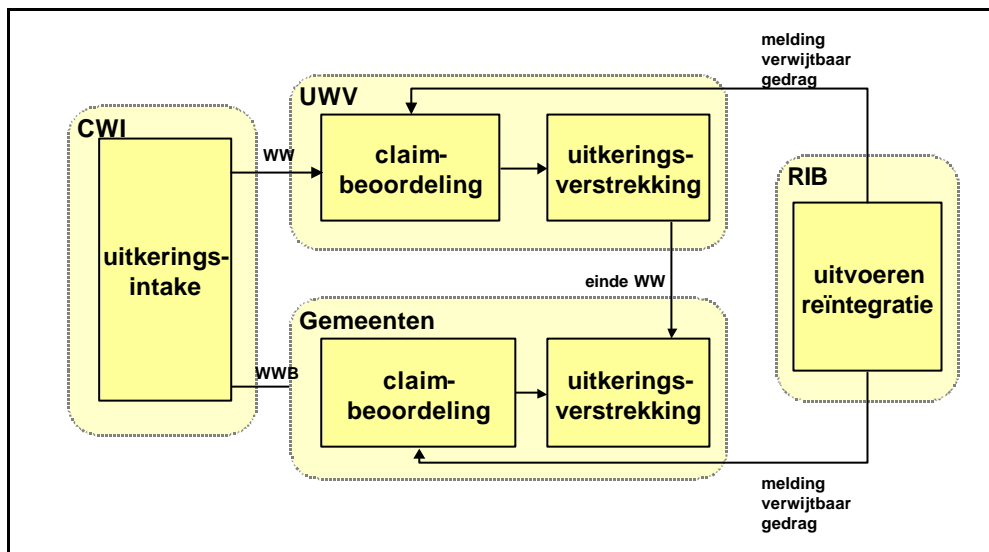 melding
verwijtbaar
gedrag
UWV
CWI
WW
claim-
beoordeling
uitkerings-
verstrekking
RIB
uitkerings-
intake
uitvoeren
reïntegratie
einde WW
Gemeenten
WWB
claim-
beoordeling
uitkerings-
verstrekking
melding
verwijtbaar
gedrag